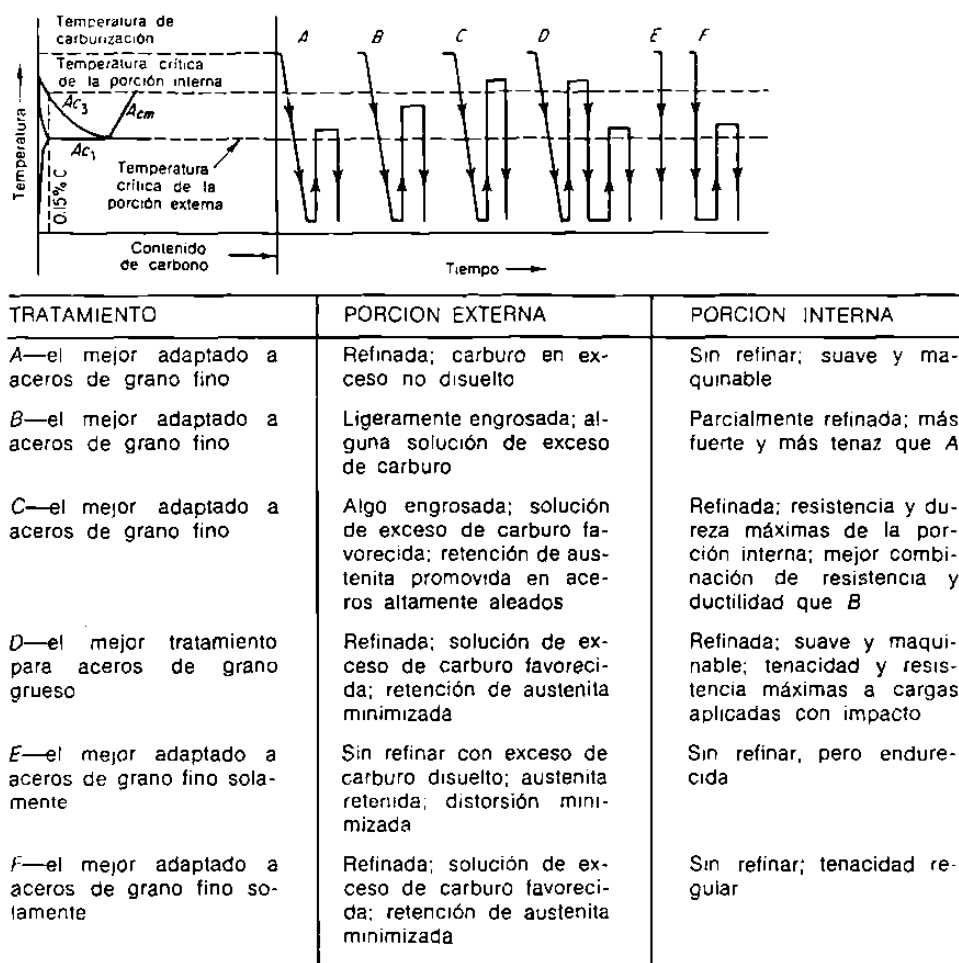 Temperatura de
carburización
A B C D E F
Temperatura crítica
de la porción interna
Ac3
Acm
Ac1
Temperatura
Temperatura
crítica de la
porción externa
0.15% C
Contenido
de carbono
Tiempo
TRATAMIENTO
PORCION EXTERNA
PORCION INTERNA
A—el mejor adaptado a
aceros de grano fino
Refinada; carburo en ex-
ceso no disuelto
Sin refinar; suave y ma-
quinable
B—el mejor adaptado a
aceros de grano fino
Ligeramente engrosada; al-
guna solución de exceso
de carburo
Parcialmente refinada; más
fuerte y más tenaz que A
C—el mejor adaptado a
aceros de grano fino
Algo engrosada; solución
de exceso de carburo fa-
vorecida; retención de aus-
tenita promovida en ace-
ros altamente aleados
Refinada; resistencia y du-
reza máximas de la por-
ción interna; mejor combi-
nación de resistencia y
ductilidad que B
D—el mejor tratamiento
para aceros de grano
grueso
Refinada; solución de ex-
ceso de carburo favoreci-
da; retención de austenita
minimizada
Refinada; suave y maqui-
nable; tenacidad y resis-
tencia máximas a cargas
aplicadas con impacto
E—el mejor adaptado a
aceros de grano fino sola-
mente
Sin refinar con exceso de
carburo disuelto; austenita
retenida; distorsión mini-
mizada
Sin refinar, pero endure-
cida
F—el mejor adaptado a
aceros de grano fino so-
lamente
Refinada; solución de ex-
ceso de carburo favoreci-
da; retención de austenita
minimizada
Sin refinar; tenacidad re-
gular